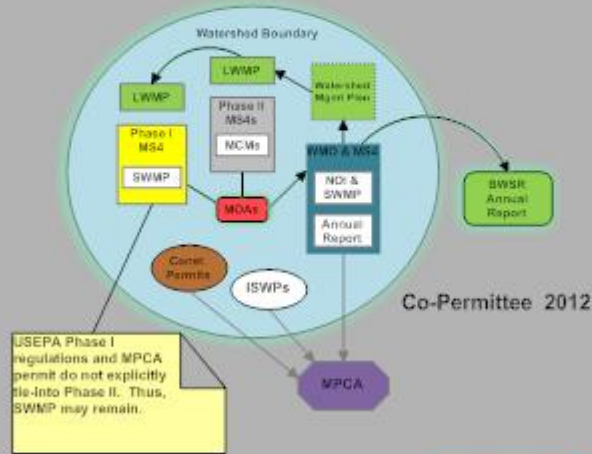 Watershed Boundary
LWMP
LWMP
Watershed
Mgmt Plan
Phase II
MS4s
MCMs
Phase I
MS4
SWMP
WMO & MS4
NOI &
SWMP
Annual
Report
MOAs
BWSR
Annual
Report
Const.
Permits
ISWPs
Co-Permittee 2012
USEPA Phase I
regulations and MPCA
permit do not explicitly
tie-into Phase II. Thus,
SWMP may remain.
MPCA